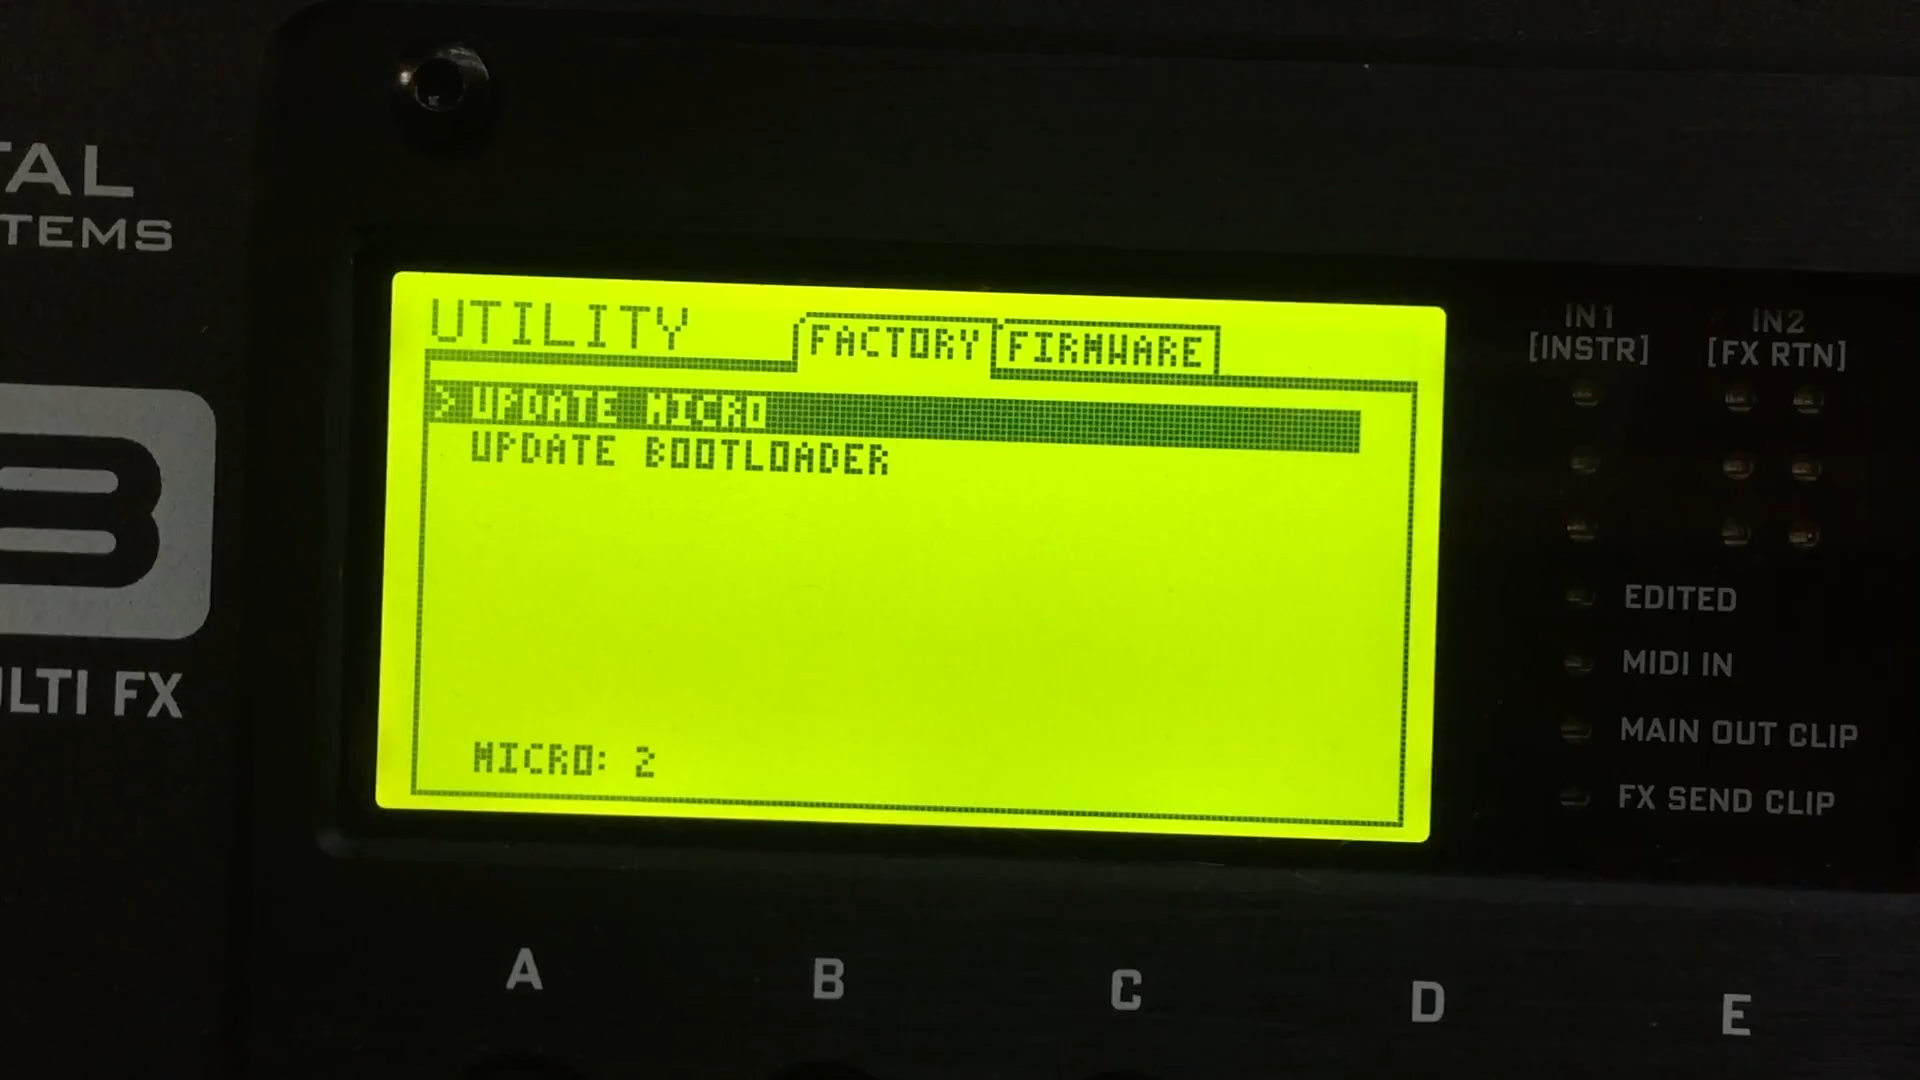 TAL
TEMS
3
LTI FX
UTILITY
FACTORY FIRMWARE
> UPDATE MICRO
UPDATE BOOTLOADER
MICRO: 2
IN1 IN2
[INSTR] [FX RTN]
EDITED
MIDI IN
MAIN OUT CLIP
FX SEND CLIP
A B C D E